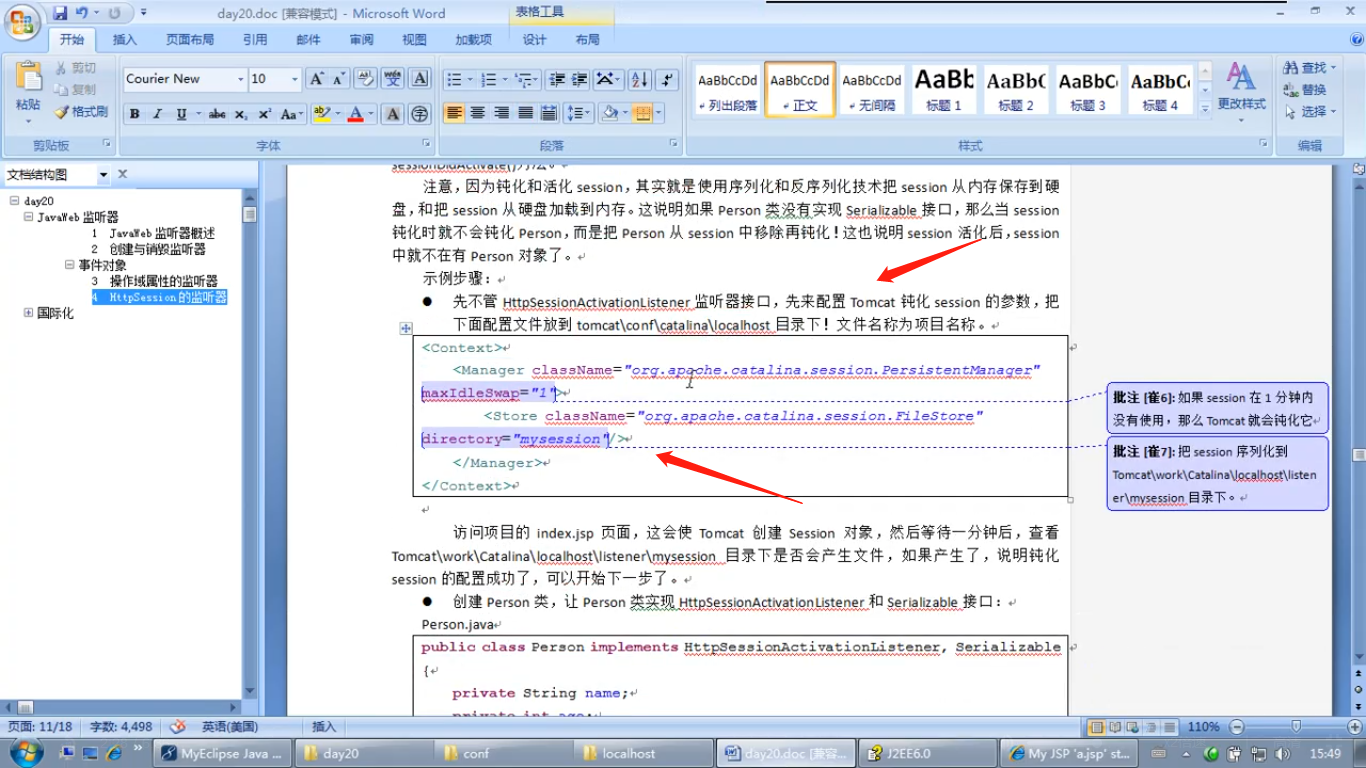 day20.doc [兼容模式] - Microsoft Word
表格工具
开始 插入 页面布局 引用 邮件 审阅 视图 加载项 设计 布局
粘贴
剪切
复制
格式刷
剪贴板
Courier New 10
B I U abc x₂ x² Aa
字体
段落
AaBbCcDd AaBbCcDd AaBbCcDd AaBb AaBb( AaBbC AaBbC
列出段落 正文 无间隔 标题 1 标题 2 标题 3 标题 4
更改样式
样式
查找
替换
选择
编辑
文档结构图
day20
JavaWeb 监听器
1 JavaWeb 监听器概述
2 创建与销毁监听器
事件对象
3 操作域属性的监听器
4 HttpSession 的监听器
国际化
注意，因为钝化和活化 session，其实就是使用序列化和反序列化技术把 session 从内存保存到硬
盘，和把 session 从硬盘加载到内存。这说明如果 Person 类没有实现 Serializable 接口，那么当 session
钝化时就不会钝化 Person，而是把 Person 从 session 中移除再钝化！这也说明 session 活化后，session
中就不在有 Person 对象了。
示例步骤：
● 先不管 HttpSessionActivationListener 监听器接口，先来配置 Tomcat 钝化 session 的参数，把
下面配置文件放到 tomcat\conf\catalina\localhost 目录下！文件名称为项目名称。
<Context>
<Manager className="org.apache.catalina.session.PersistentManager"
maxIdleSwap="1">
<Store className="org.apache.catalina.session.FileStore"
directory="mysession"/>
</Manager>
</Context>
批注 [崔6]: 如果 session 在 1 分钟内
没有使用，那么 Tomcat 就会钝化它
批注 [崔7]: 把 session 序列化到
Tomcat\work\Catalina\localhost\listen
er\mysession 目录下。
访问项目的 index.jsp 页面，这会使 Tomcat 创建 Session 对象，然后等待一分钟后，查看
Tomcat\work\Catalina\localhost\listener\mysession 目录下是否会产生文件，如果产生了，说明钝化
session 的配置成功了，可以开始下一步了。
● 创建 Person 类，让 Person 类实现 HttpSessionActivationListener 和 Serializable 接口：
Person.java
public class Person implements HttpSessionActivationListener, Serializable
{
private String name;
private int age;
页面: 11/18 字数: 4,498 英语(美国) 插入 110%
MyEclipse Java ... day20 conf localhost day20.doc [兼容... J2EE6.0 My JSP 'a.jsp' st... 15:49